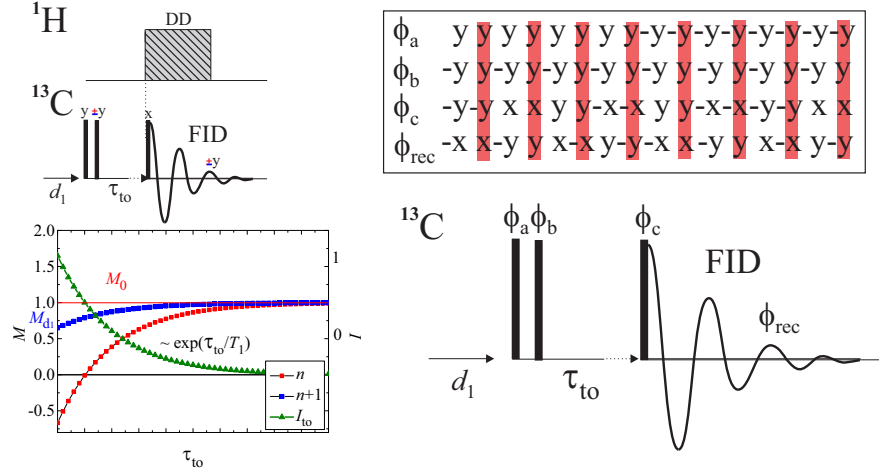 ¹H
DD
¹³C
y ±y
x
FID
±y
d₁
τto
2.0
1.5
1.0
0.5
0.0
-0.5
M
M₀
Md₁
~ exp(τto/T₁)
n
n+1
Ito
1
0
I
τto
ϕa y y y y y y y y -y -y -y -y -y -y -y -y
ϕb -y y -y y -y y -y y -y y -y y -y y -y y
ϕc -y -y x x y y -x -x y y -x -x -y -y x x
ϕrec
¹³C
ϕa ϕb
ϕc
FID
ϕrec
d₁
τto